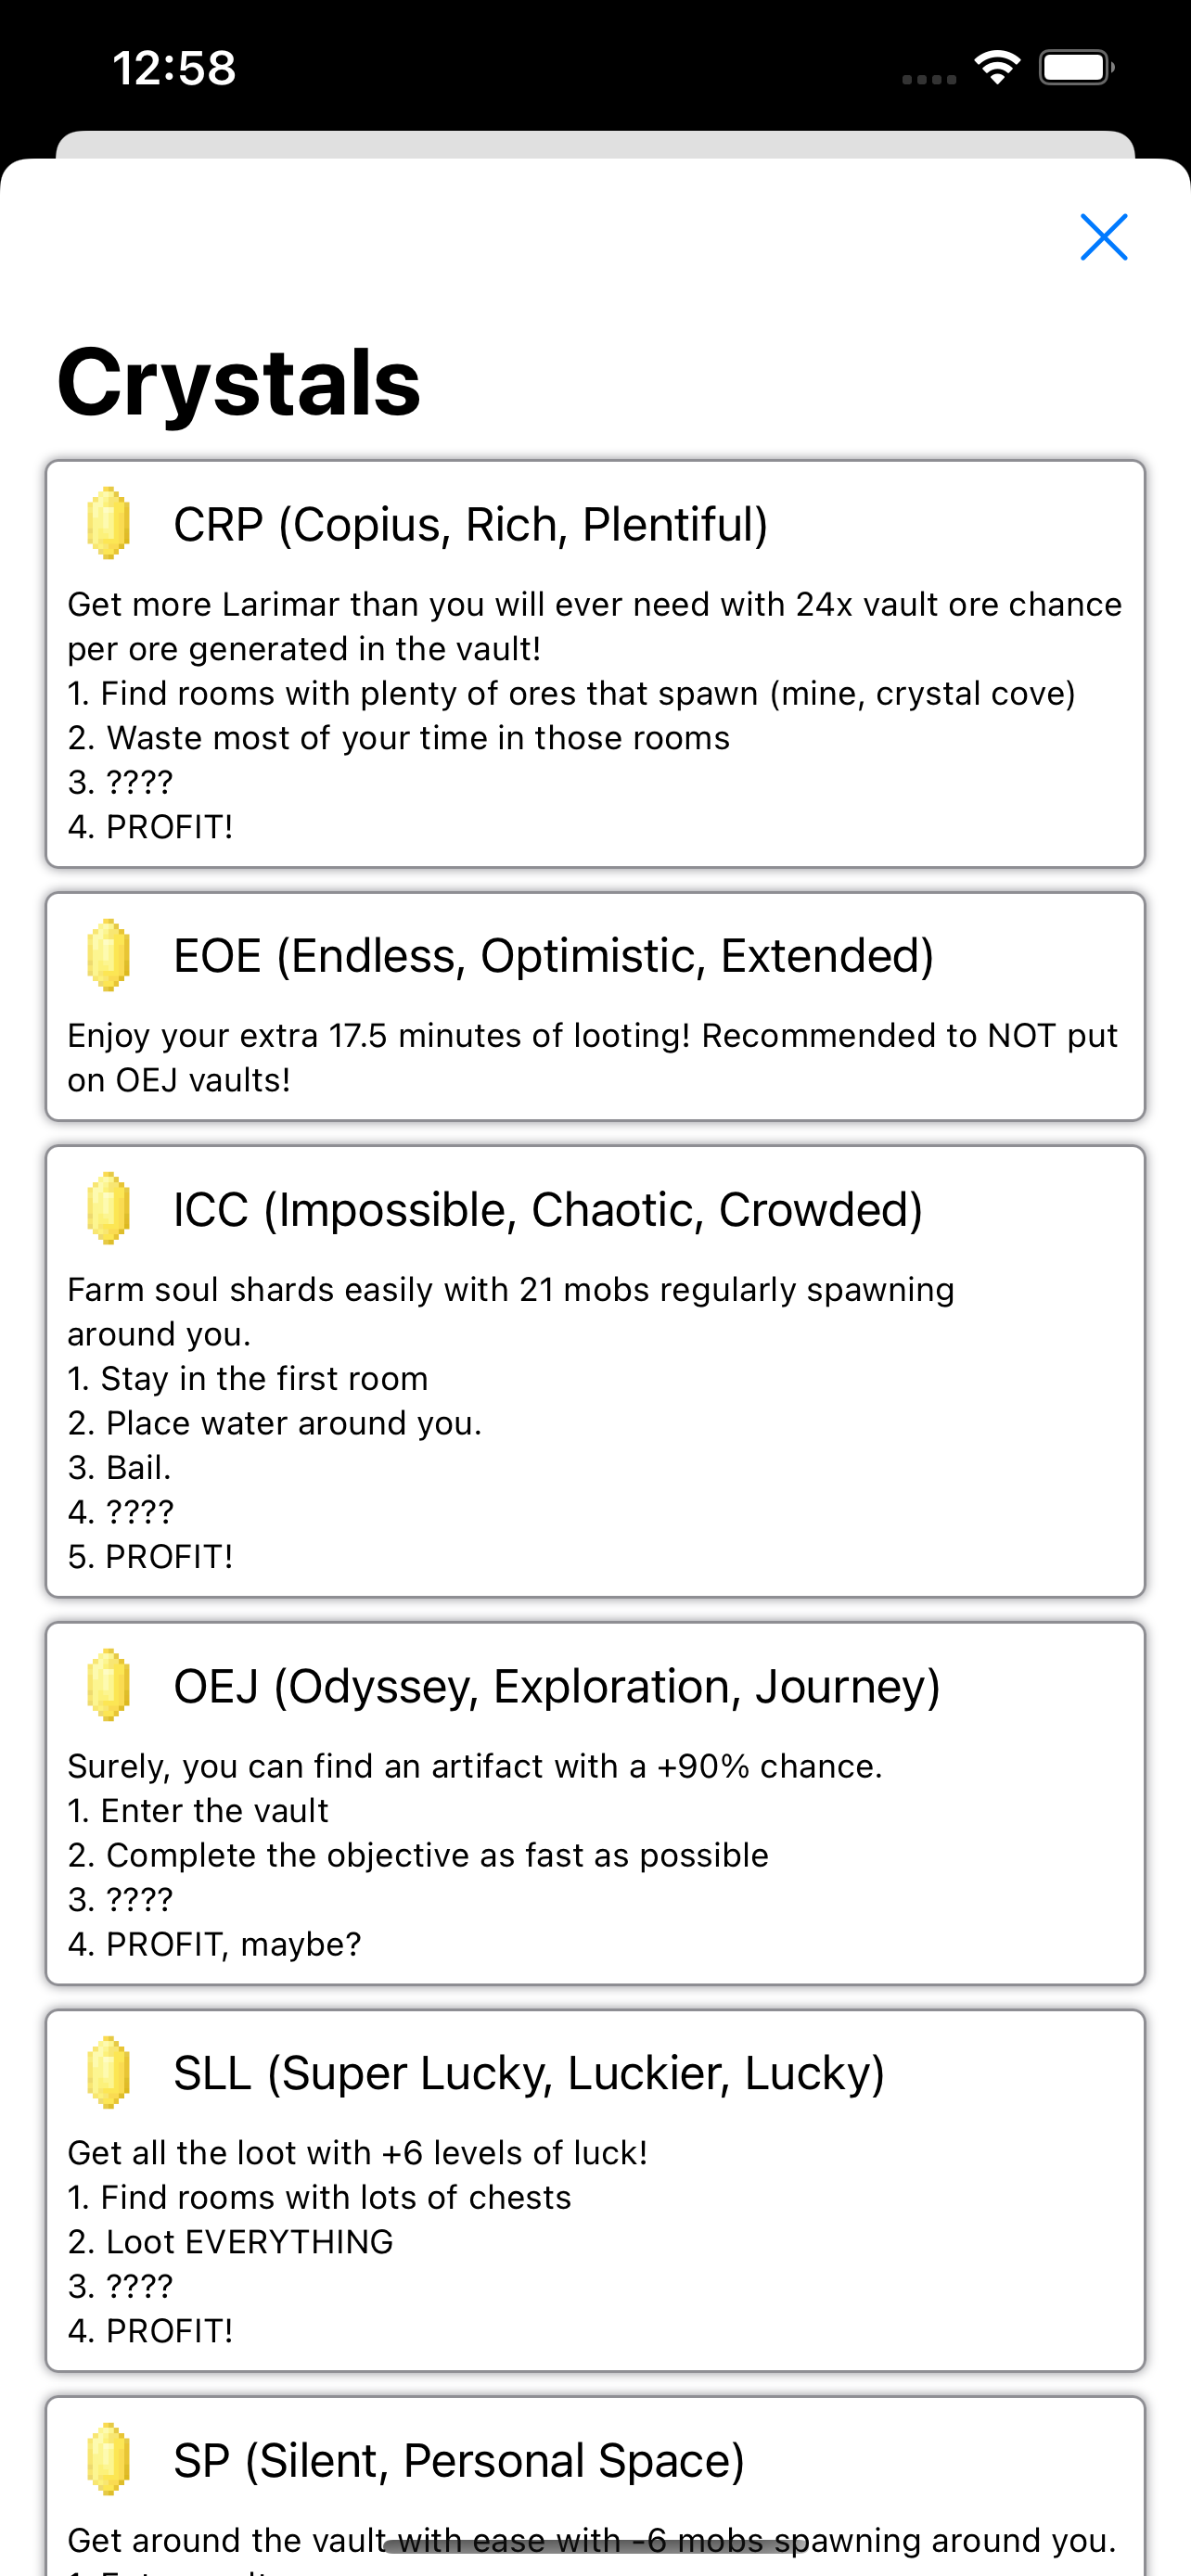 12:58
Crystals
CRP (Copius, Rich, Plentiful)
Get more Larimar than you will ever need with 24x vault ore chance
per ore generated in the vault!
1. Find rooms with plenty of ores that spawn (mine, crystal cove)
2. Waste most of your time in those rooms
3. ????
4. PROFIT!
EOE (Endless, Optimistic, Extended)
Enjoy your extra 17.5 minutes of looting! Recommended to NOT put
on OEJ vaults!
ICC (Impossible, Chaotic, Crowded)
Farm soul shards easily with 21 mobs regularly spawning
around you.
1. Stay in the first room
2. Place water around you.
3. Bail.
4. ????
5. PROFIT!
OEJ (Odyssey, Exploration, Journey)
Surely, you can find an artifact with a +90% chance.
1. Enter the vault
2. Complete the objective as fast as possible
3. ????
4. PROFIT, maybe?
SLL (Super Lucky, Luckier, Lucky)
Get all the loot with +6 levels of luck!
1. Find rooms with lots of chests
2. Loot EVERYTHING
3. ????
4. PROFIT!
SP (Silent, Personal Space)
Get around the vault with ease with -6 mobs spawning around you.